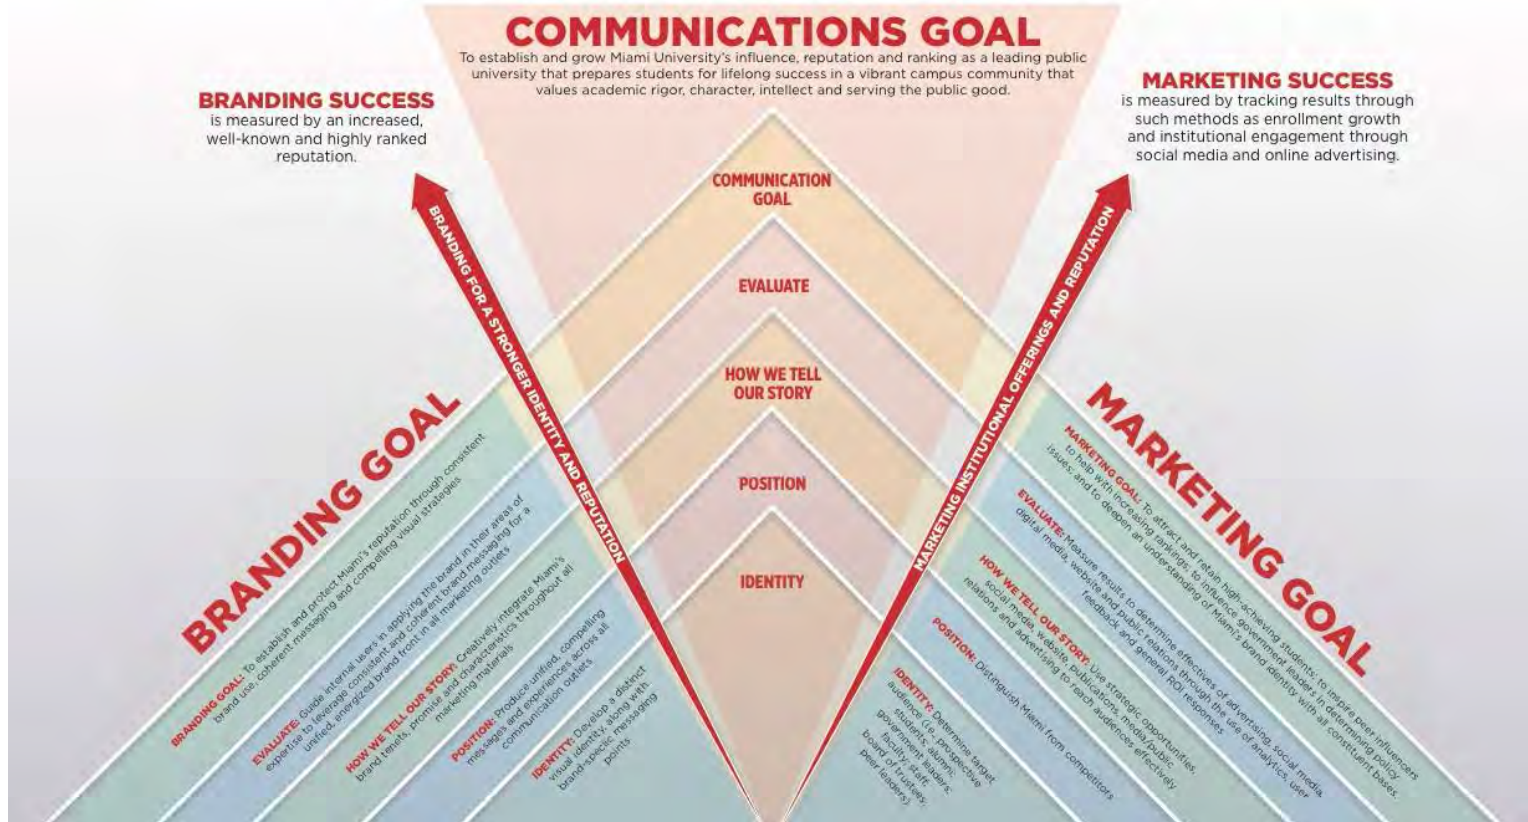 COMMUNICATIONS GOAL
To establish and grow Miami University's influence, reputation and ranking as a leading public
university that prepares students for lifelong success in a vibrant campus community that
values academic rigor, character, intellect and serving the public good.
BRANDING SUCCESS
is measured by an increased,
well-known and highly ranked
reputation.
MARKETING SUCCESS
is measured by tracking results through
such methods as enrollment growth
and institutional engagement through
social media and online advertising.
COMMUNICATION
GOAL
EVALUATE
HOW WE TELL
OUR STORY
POSITION
IDENTITY
BRANDING FOR A STRONGER IDENTITY AND REPUTATION
MARKETING INSTITUTIONAL OFFERINGS AND REPUTATION
BRANDING GOAL
BRANDING GOAL: To establish and protect Miami's reputation through consistent
brand use, coherent messaging and compelling visual strategies
EVALUATE: Guide internal users in applying the brand in their areas of
expertise to leverage consistent and coherent brand messaging for a
unified, energized brand front in all marketing outlets
HOW WE TELL OUR STORY: Creatively integrate Miami's
brand tenets, promise and characteristics throughout all
marketing materials
POSITION: Produce unified, compelling
messages and experiences across all
communication outlets
IDENTITY: Develop a distinct
visual identity, along with
brand-specific messaging
points
MARKETING GOAL
MARKETING GOAL: To attract and retain high-achieving students; to inspire peer influencers
to help with increasing rankings; to influence government leaders in determining policy
issues; and to deepen an understanding of Miami's brand identity with all constituent bases.
EVALUATE: Measure results to determine effectives of advertising, social media,
digital media, website and public relations through the use of analytics, user
feedback and general ROI responses
HOW WE TELL OUR STORY: Use strategic opportunities,
social media, website, publications, media/public
relations and advertising to reach audiences effectively
POSITION: Distinguish Miami from competitors
IDENTITY: Determine target
audience (i.e., prospective
students; alumni;
government leaders;
faculty; staff;
board of trustees;
peer leaders)